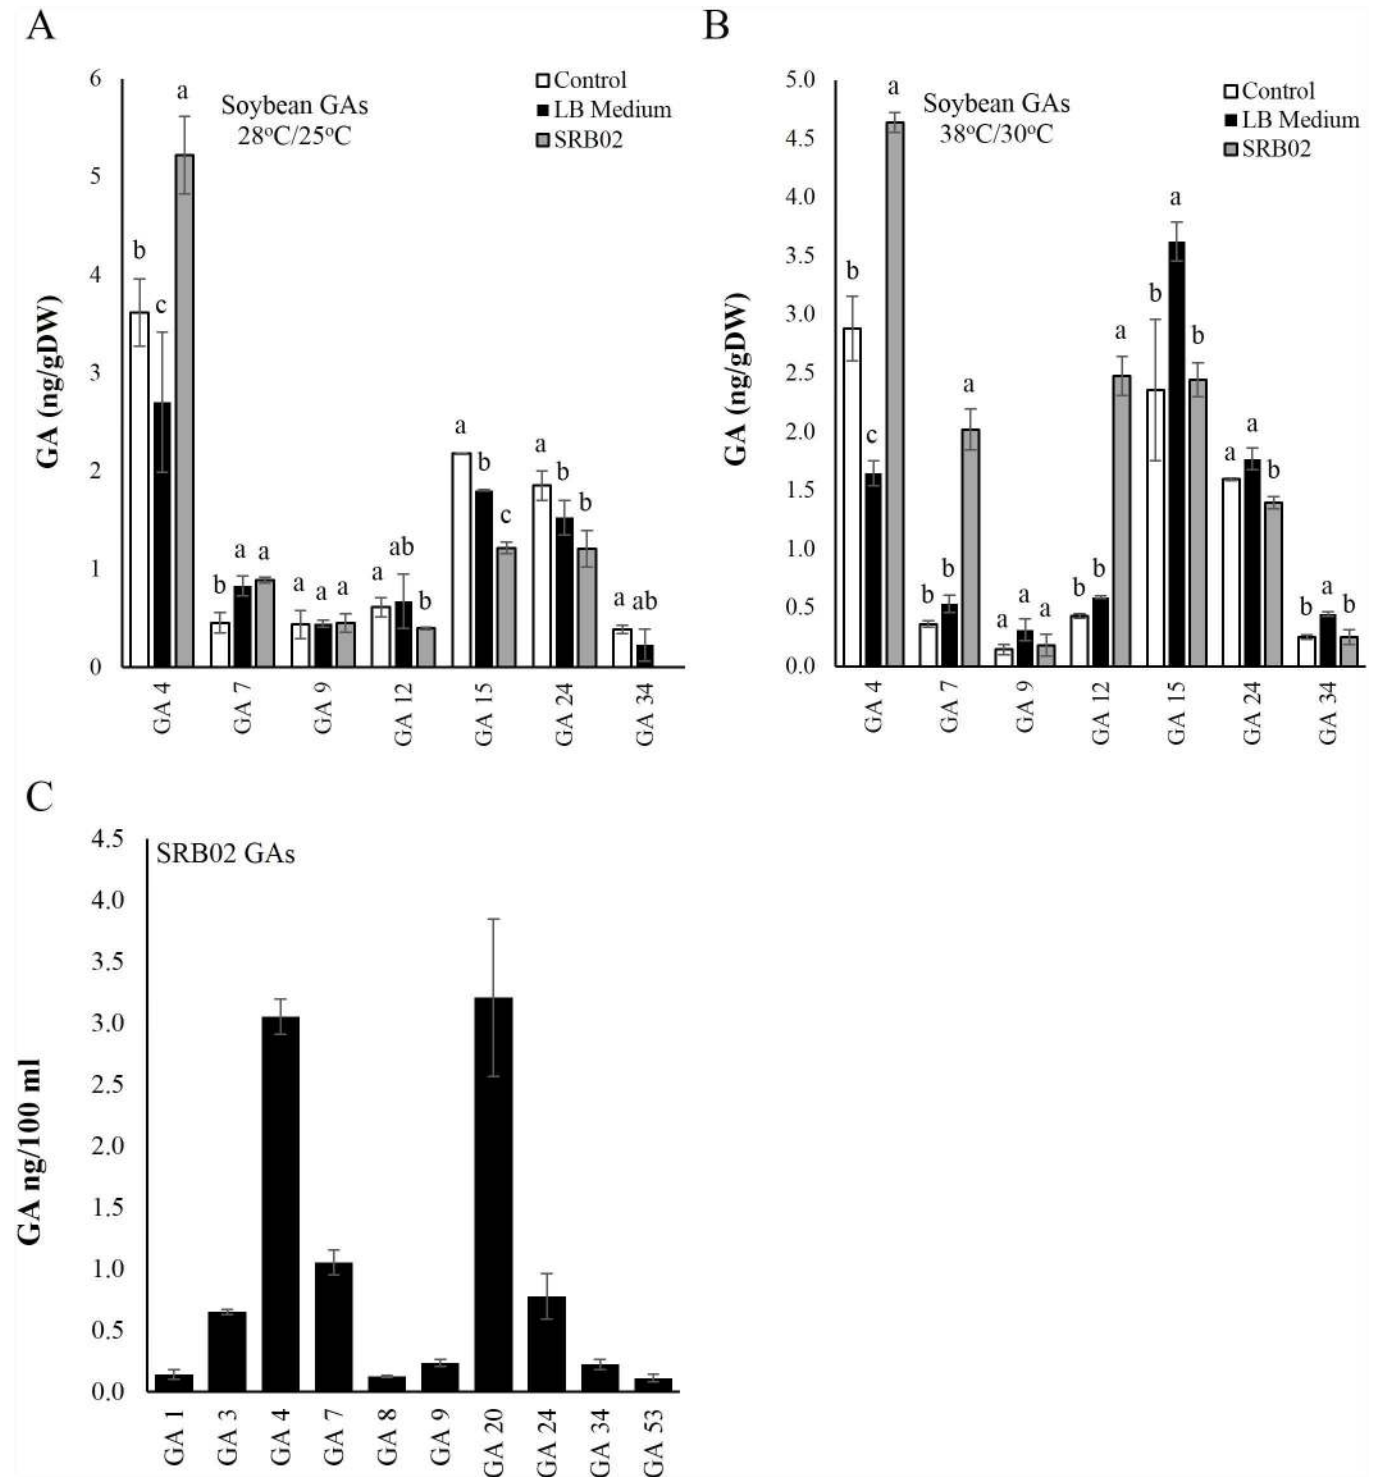 A
Soybean GAs
28°C/25°C
Control
LB Medium
SRB02
GA (ng/gDW)
6
5
4
3
2
1
0
b
c
a
b
a
a
a
a
a
a
ab
b
a
b
c
a
b
b
a
ab
GA 4
GA 7
GA 9
GA 12
GA 15
GA 24
GA 34
B
Soybean GAs
38°C/30°C
Control
LB Medium
SRB02
GA (ng/gDW)
5.0
4.5
4.0
3.5
3.0
2.5
2.0
1.5
1.0
0.5
0.0
b
c
a
b
b
a
a
a
a
b
b
a
b
a
b
a
a
b
b
a
b
GA 4
GA 7
GA 9
GA 12
GA 15
GA 24
GA 34
C
SRB02 GAs
GA ng/100 ml
4.5
4.0
3.5
3.0
2.5
2.0
1.5
1.0
0.5
0.0
GA 1
GA 3
GA 4
GA 7
GA 8
GA 9
GA 20
GA 24
GA 34
GA 53